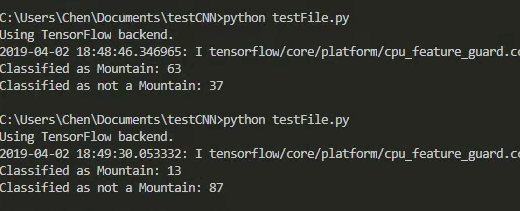 C:\Users\Chen\Documents\testCNN>python testFile.py
Using TensorFlow backend.
2019-04-02 18:48:46.346965: I tensorflow/core/platform/cpu_feature_guard.cc
Classified as Mountain: 63
Classified as not a Mountain: 37
C:\Users\Chen\Documents\testCNN>python testFile.py
Using TensorFlow backend.
2019-04-02 18:49:30.053332: I tensorflow/core/platform/cpu_feature_guard.cc
Classified as Mountain: 13
Classified as not a Mountain: 87